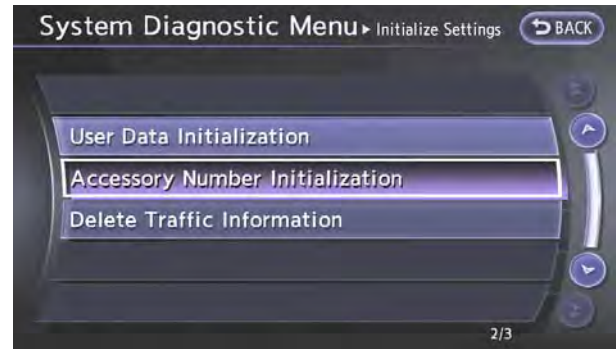 System Diagnostic Menu ▸ Initialize Settings BACK
User Data Initialization
Accessory Number Initialization
Delete Traffic Information
2/3